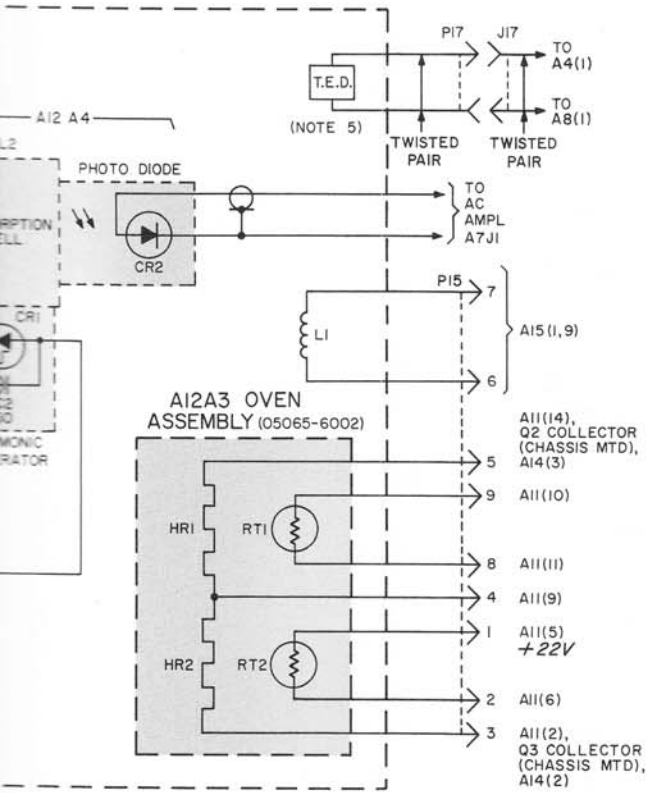 P17
J17
TO
A4(1)
T.E.D.
A12 A4
(NOTE 5)
TWISTED
PAIR
TWISTED
PAIR
TO
A8(1)
L2
PHOTO DIODE
TO
AC
AMPL
A7J1
CR2
P15
7
CR1
L1
A15(1,9)
6
A12A3 OVEN
ASSEMBLY (05065-6002)
A11(14),
Q2 COLLECTOR
(CHASSIS MTD),
A14(3)
5
9 A11(10)
HR1
RT1
8 A11(11)
4 A11(9)
1 A11(5)
+22V
HR2
RT2
2 A11(6)
3 A11(2),
Q3 COLLECTOR
(CHASSIS MTD),
A14(2)